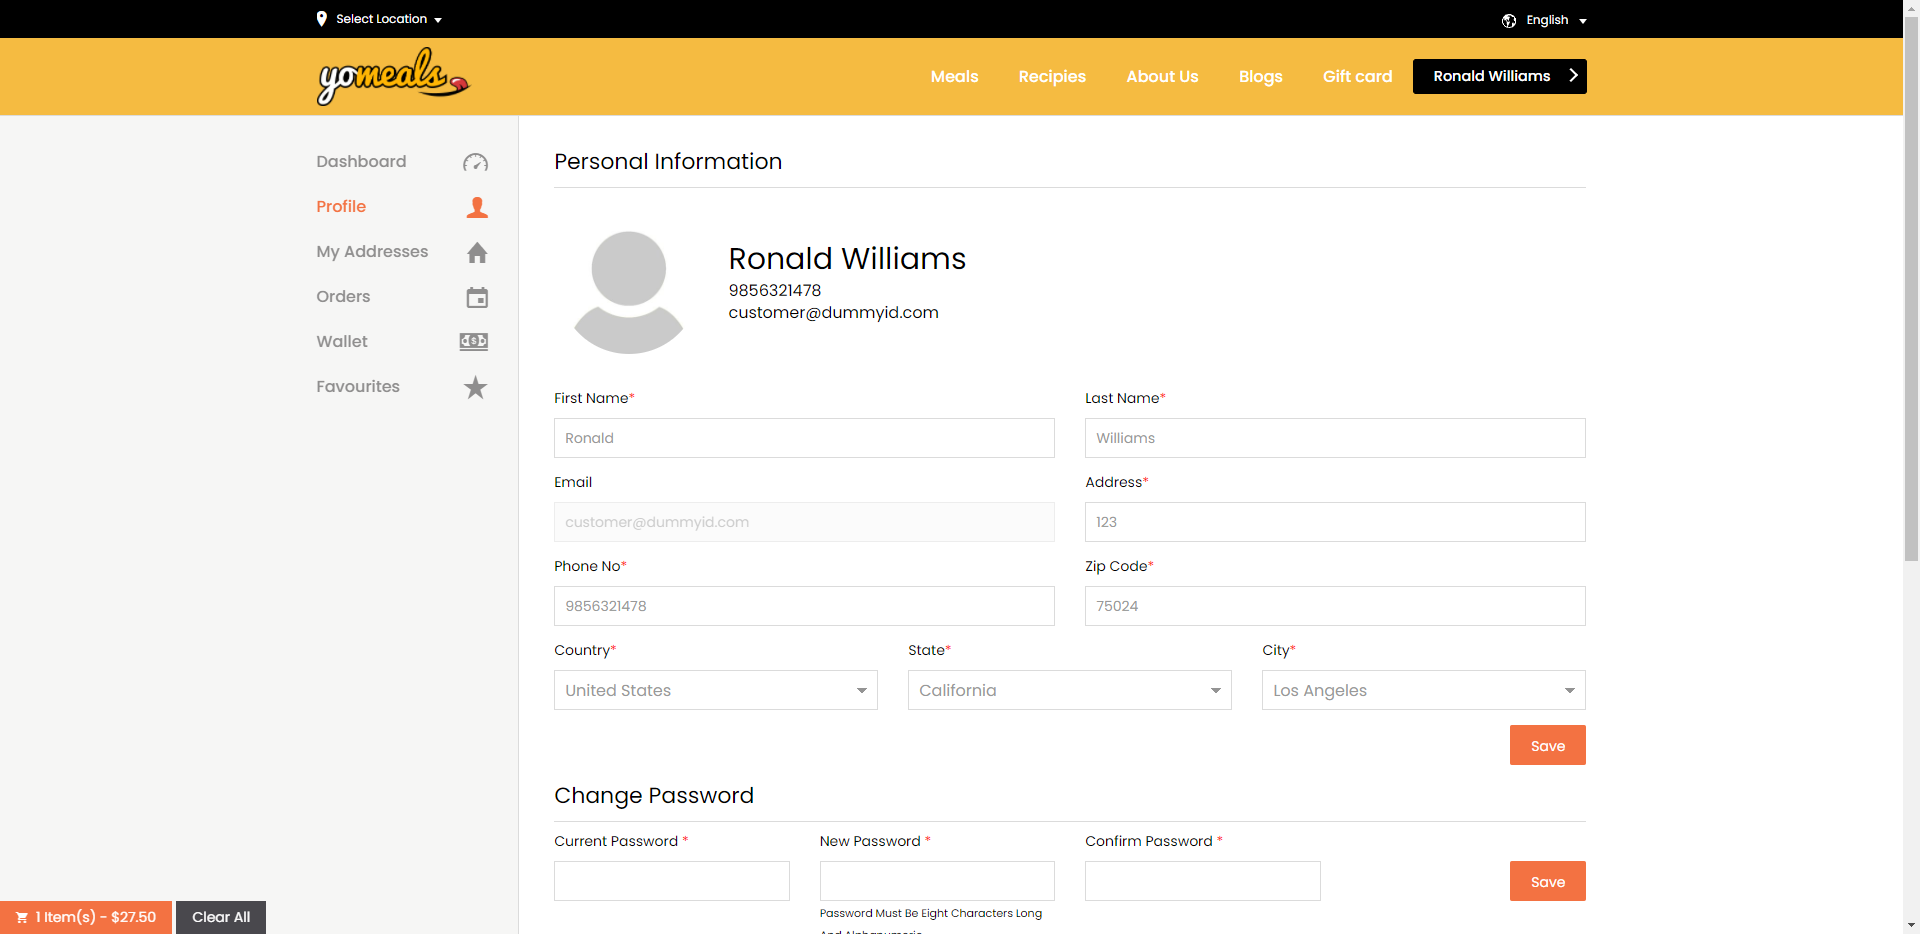 Select Location
English
yomeals
Meals
Recipies
About Us
Blogs
Gift card
Ronald Williams
Dashboard
Profile
My Addresses
Orders
Wallet
Favourites
Personal Information
Ronald Williams
9856321478
customer@dummyid.com
First Name*
Last Name*
Ronald
Williams
Email
Address*
customer@dummyid.com
123
Phone No*
Zip Code*
9856321478
75024
Country*
State*
City*
United States
California
Los Angeles
Save
Change Password
Current Password *
New Password *
Confirm Password *
Save
Password Must Be Eight Characters Long
1 Item(s) - $27.50
Clear All